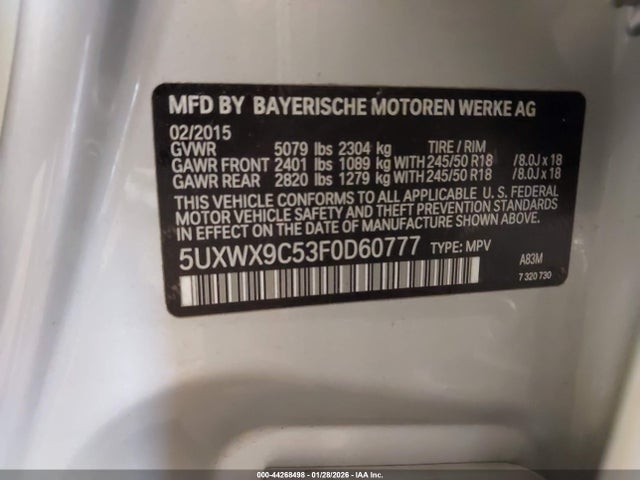 MFD BY BAYERISCHE MOTOREN WERKE AG
02/2015
GVWR 5079 lbs 2304 kg TIRE / RIM
GAWR FRONT 2401 lbs 1089 kg WITH 245/50 R18 /8.0J x 18
GAWR REAR 2820 lbs 1279 kg WITH 245/50 R18 /8.0J x 18
THIS VEHICLE CONFORMS TO ALL APPLICABLE U. S. FEDERAL
MOTOR VEHICLE SAFETY AND THEFT PREVENTION STANDARDS
IN EFFECT ON THE DATE OF MANUFACTURE SHOWN ABOVE.
5UXWX9C53F0D60777 TYPE: MPV
A83M
7 320 730
000-44268498 - 01/28/2026 - IAA Inc.